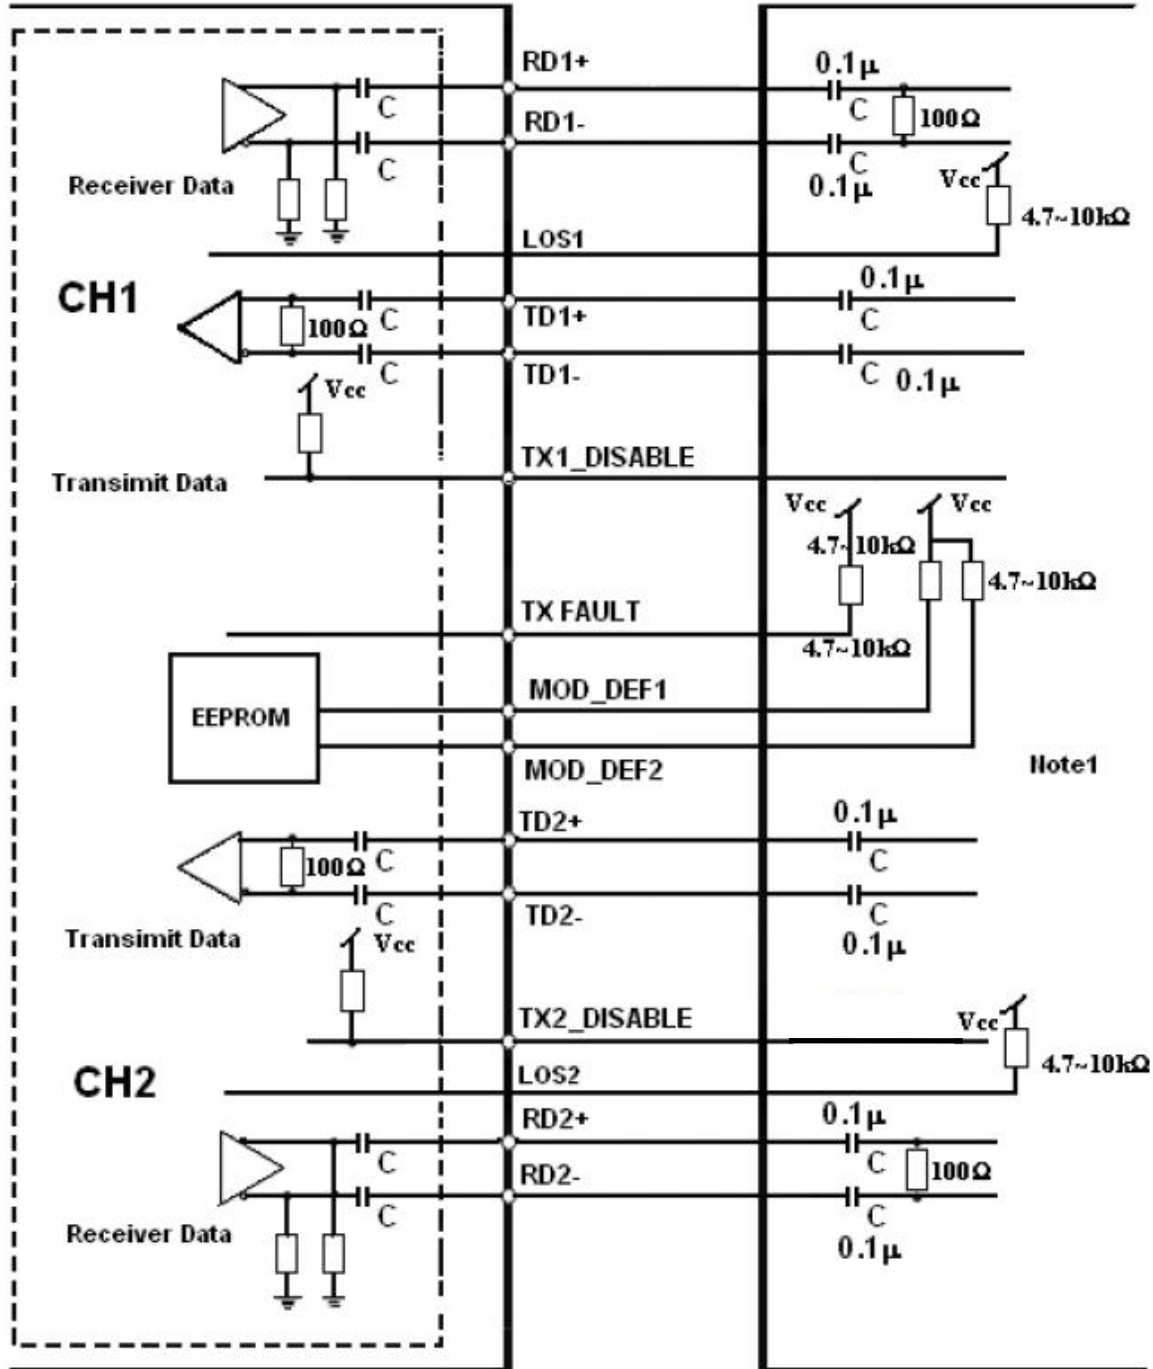 RD1+
0.1μ
C
C
100Ω
RD1-
C
C
0.1μ
Vcc
Receiver Data
4.7~10kΩ
LOS1
CH1
0.1μ
C
TD1+
C
100Ω
C
TD1-
C
0.1μ
Vcc
TX1_DISABLE
Transimit Data
Vcc
Vcc
4.7~10kΩ
4.7~10kΩ
TX FAULT
4.7~10kΩ
MOD_DEF1
EEPROM
MOD_DEF2
Note1
TD2+
0.1μ
100Ω
C
C
C
TD2-
C
Transimit Data
Vcc
0.1μ
TX2_DISABLE
Vcc
4.7~10kΩ
CH2
LOS2
RD2+
0.1μ
C
C
100Ω
RD2-
C
C
Receiver Data
0.1μ